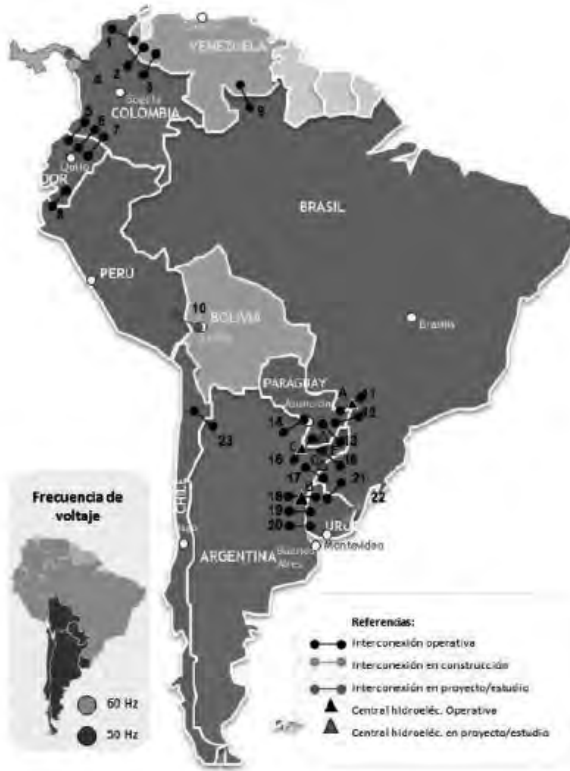 VENEZUELA
1
2
3
4
Bogotá
COLOMBIA
9
5
6
7
Quito
DOR
8
BRASIL
PERÚ
10
BOLIVIA
Brasilia
PARAGUAY
Asunción
A
11
12
14
13
C
16
17
18
21
22
18
19
20
23
CHILE
URU
Montevideo
ARGENTINA
Buenos
Aires
Frecuencia de
voltaje
60 Hz
50 Hz
Referencias:
Interconexión operativa
Interconexión en construcción
Interconexión en proyecto/estudio
Central hidroeléc. Operativa
Central hidroeléc. en proyecto/estudio